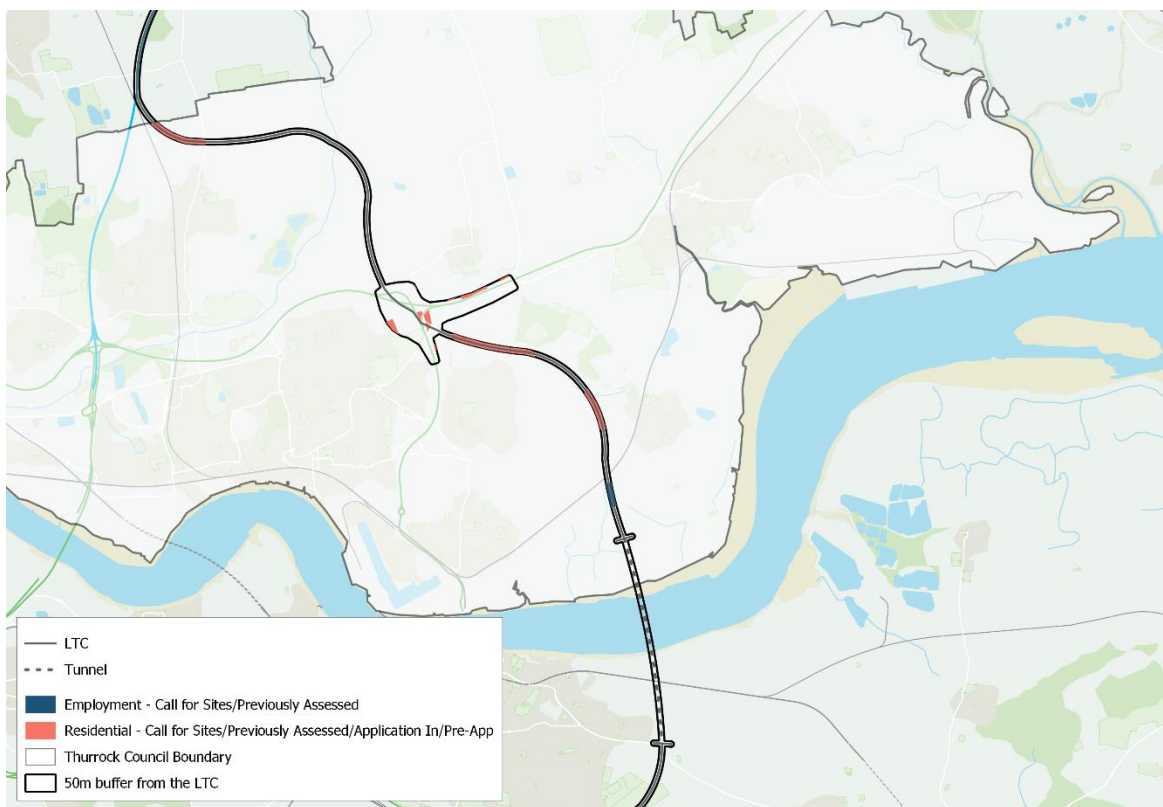 LTC
Tunnel
Employment - Call for Sites/Previously Assessed
Residential - Call for Sites/Previously Assessed/Application In/Pre-App
Thurrock Council Boundary
50m buffer from the LTC